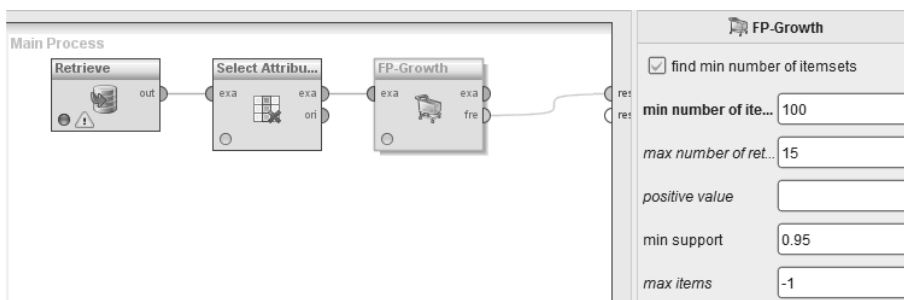 Main Process
Retrieve
out
Select Attribu...
exa
exa
ori
FP-Growth
exa
exa
fre
res
res
FP-Growth
find min number of itemsets
min number of ite... 100
max number of ret... 15
positive value
min support 0.95
max items -1